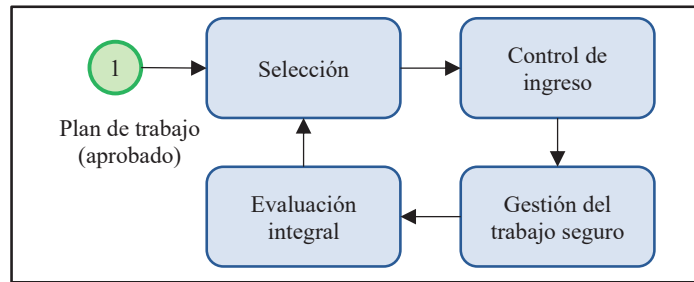 1
Plan de trabajo
(aprobado)
Selección
Control de
ingreso
Evaluación
integral
Gestión del
trabajo seguro